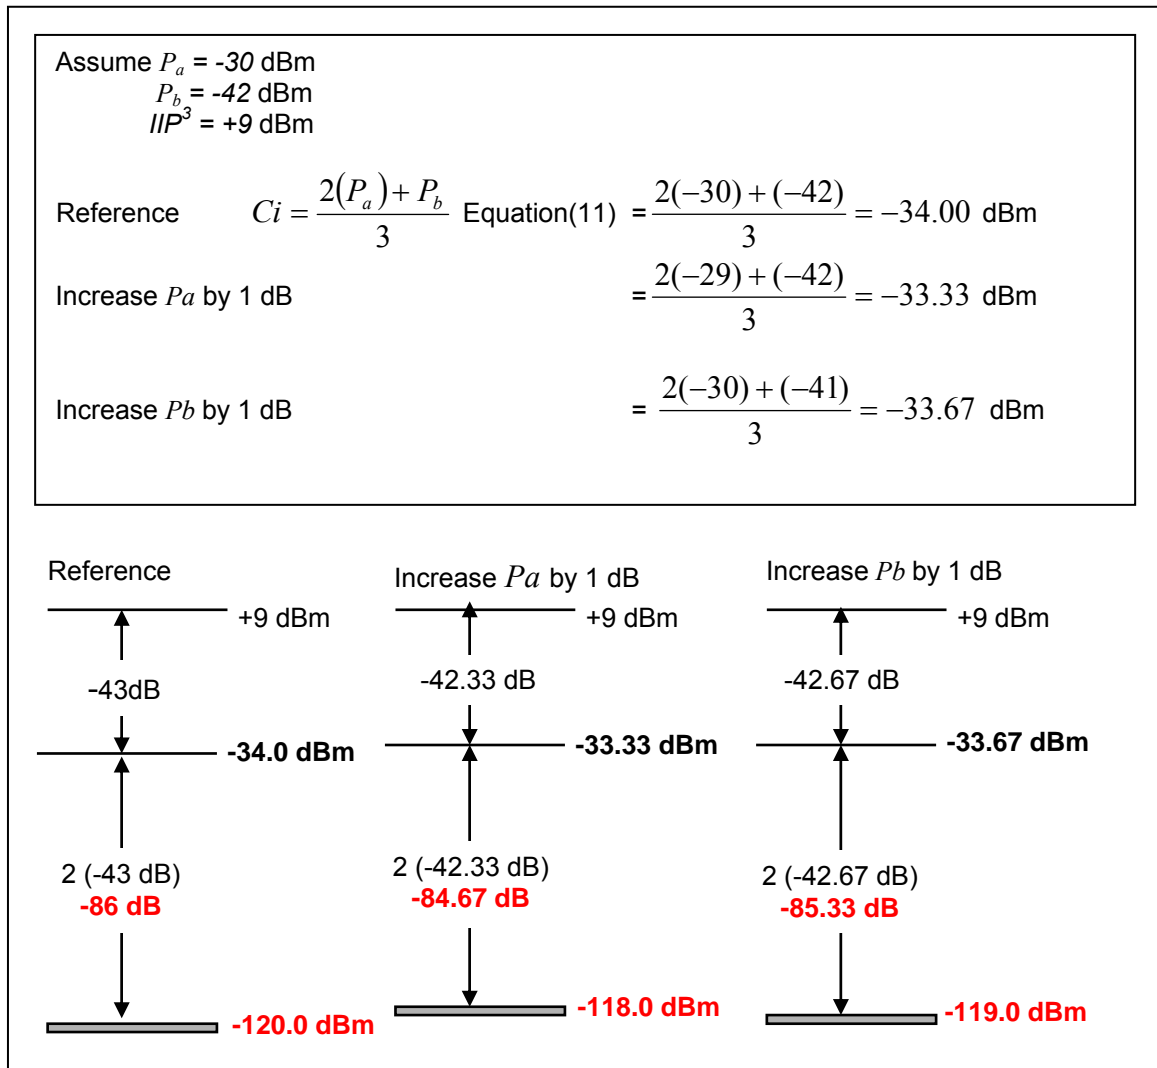 Assume Pₐ = -30 dBm
P_b = -42 dBm
IIP³ = +9 dBm
Reference Ci = (2(Pₐ) + P_b)/3 Equation(11) = (2(−30) + (−42))/3 = −34.00 dBm
Increase Pa by 1 dB = (2(−29) + (−42))/3 = −33.33 dBm
Increase Pb by 1 dB = (2(−30) + (−41))/3 = −33.67 dBm
Reference
+9 dBm
-43dB
-34.0 dBm
2 (-43 dB)
-86 dB
-120.0 dBm
Increase Pa by 1 dB
+9 dBm
-42.33 dB
-33.33 dBm
2 (-42.33 dB)
-84.67 dB
-118.0 dBm
Increase Pb by 1 dB
+9 dBm
-42.67 dB
-33.67 dBm
2 (-42.67 dB)
-85.33 dB
-119.0 dBm